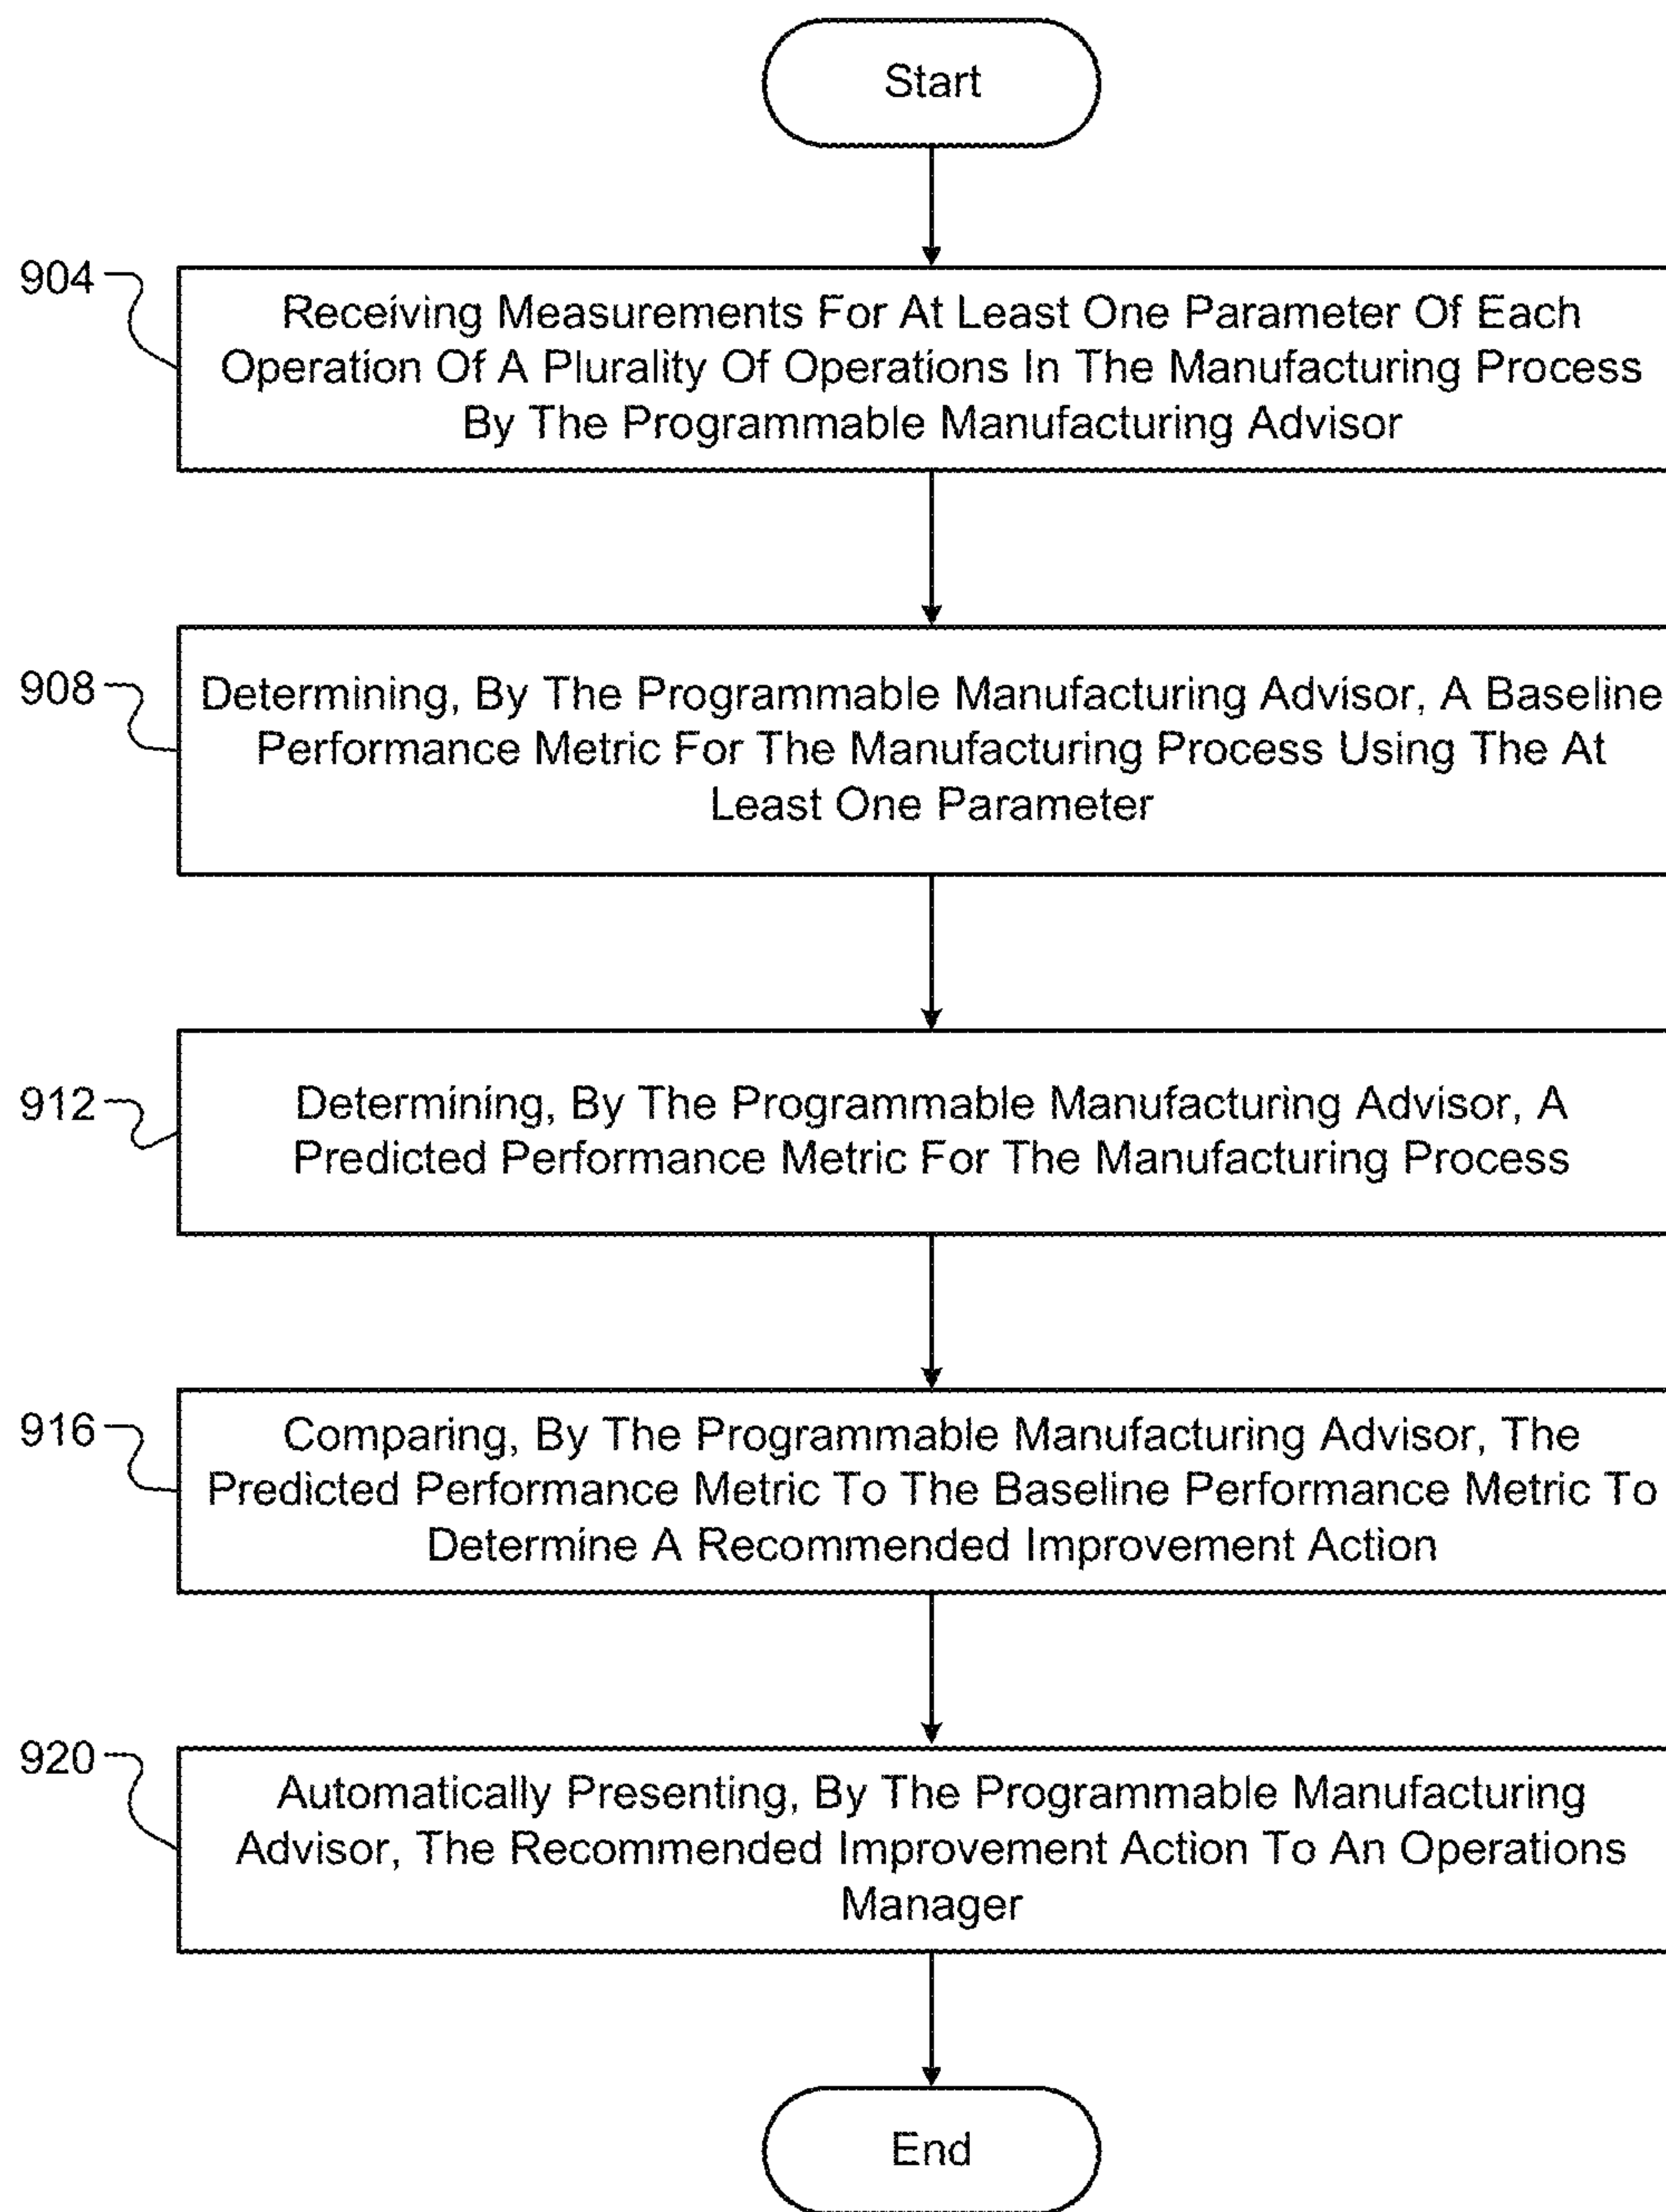 Start
904
Receiving Measurements For At Least One Parameter Of Each
Operation Of A Plurality Of Operations In The Manufacturing Process
By The Programmable Manufacturing Advisor
908
Determining, By The Programmable Manufacturing Advisor, A Baseline
Performance Metric For The Manufacturing Process Using The At
Least One Parameter
912
Determining, By The Programmable Manufacturing Advisor, A
Predicted Performance Metric For The Manufacturing Process
916
Comparing, By The Programmable Manufacturing Advisor, The
Predicted Performance Metric To The Baseline Performance Metric To
Determine A Recommended Improvement Action
920
Automatically Presenting, By The Programmable Manufacturing
Advisor, The Recommended Improvement Action To An Operations
Manager
End